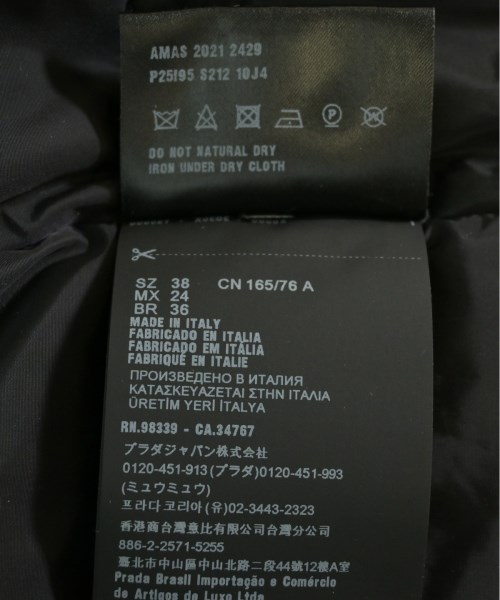 AMAS 2021 2429
P25I95 S212 10J4
P W
DO NOT NATURAL DRY
IRON UNDER DRY CLOTH
SZ 38 CN 165/76 A
MX 24
BR 36
MADE IN ITALY
FABRICADO EN ITALIA
FABRICADO EM ITÁLIA
FABRIQUÉ EN ITALIE
ПРОИЗВЕДЕНО В ИТАЛИЯ
ΚΑΤΑΣΚΕΥΑΖΕΤΑΙ ΣΤΗΝ ΙΤΑΛΙΑ
ÜRETİM YERİ İTALYA
RN.98339 - CA.34767
プラダジャパン株式会社
0120-451-913(プラダ)0120-451-993
(ミュウミュウ)
프라다코리아(유)02-3443-2323
香港商台灣意比有限公司台灣分公司
886-2-2571-5255
臺北市中山區中山北路二段44號12樓A
Prada Brasil Importação e Comércio
de Artigos de Luxo Ltda